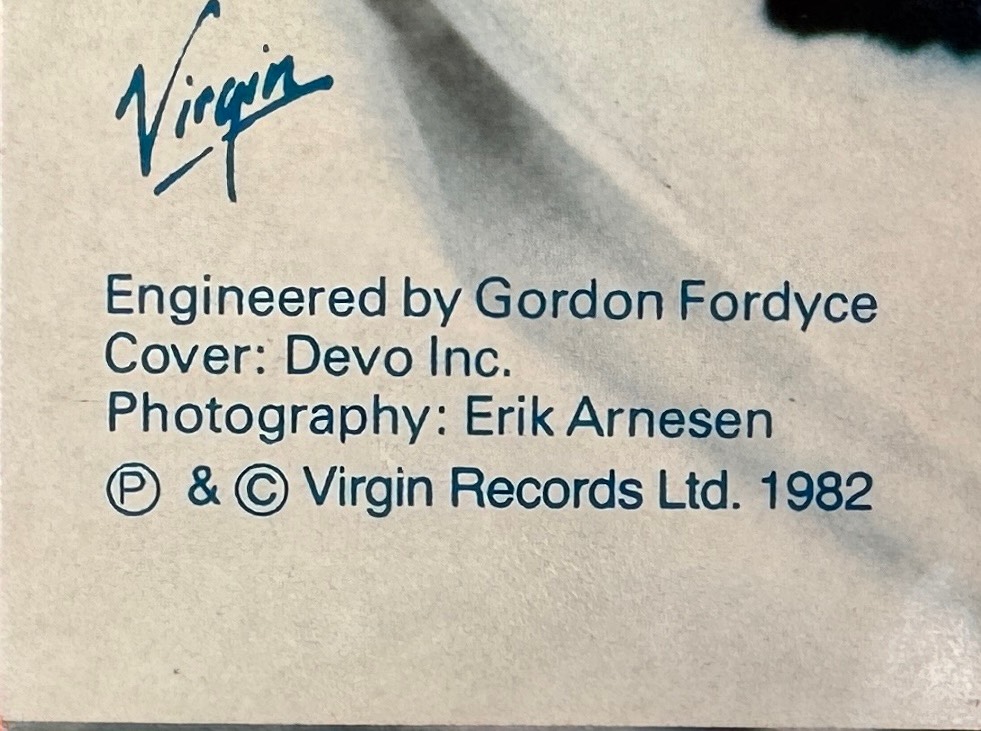 Virgin
Engineered by Gordon Fordyce
Cover: Devo Inc.
Photography: Erik Arnesen
Ⓟ & © Virgin Records Ltd. 1982